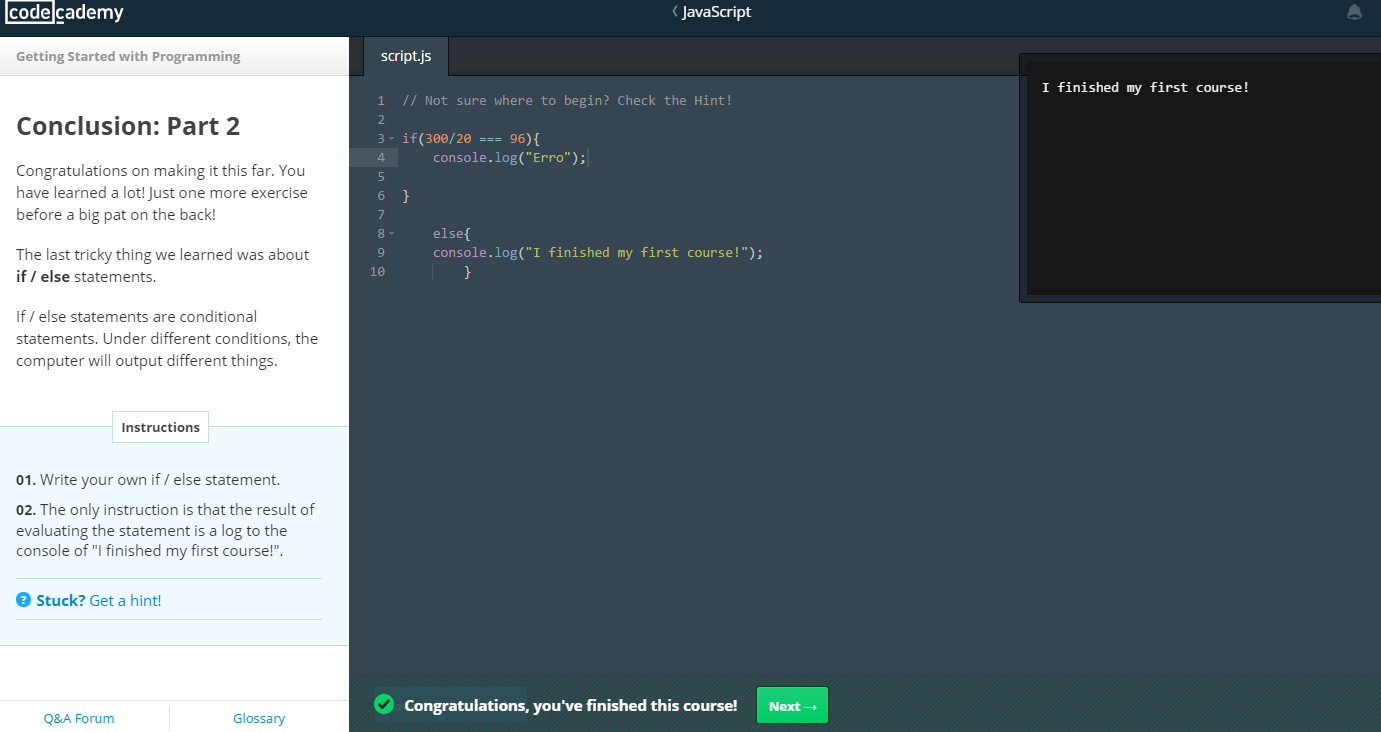 codecademy
‹ JavaScript
Getting Started with Programming
Conclusion: Part 2
Congratulations on making it this far. You
have learned a lot! Just one more exercise
before a big pat on the back!
The last tricky thing we learned was about
if / else statements.
If / else statements are conditional
statements. Under different conditions, the
computer will output different things.
Instructions
01. Write your own if / else statement.
02. The only instruction is that the result of
evaluating the statement is a log to the
console of "I finished my first course!".
? Stuck? Get a hint!
Q&A Forum
Glossary
script.js
1 // Not sure where to begin? Check the Hint!
2
3 if(300/20 === 96){
4 console.log("Erro");
5
6 }
7
8 else{
9 console.log("I finished my first course!");
10 }
I finished my first course!
Congratulations, you've finished this course!
Next →